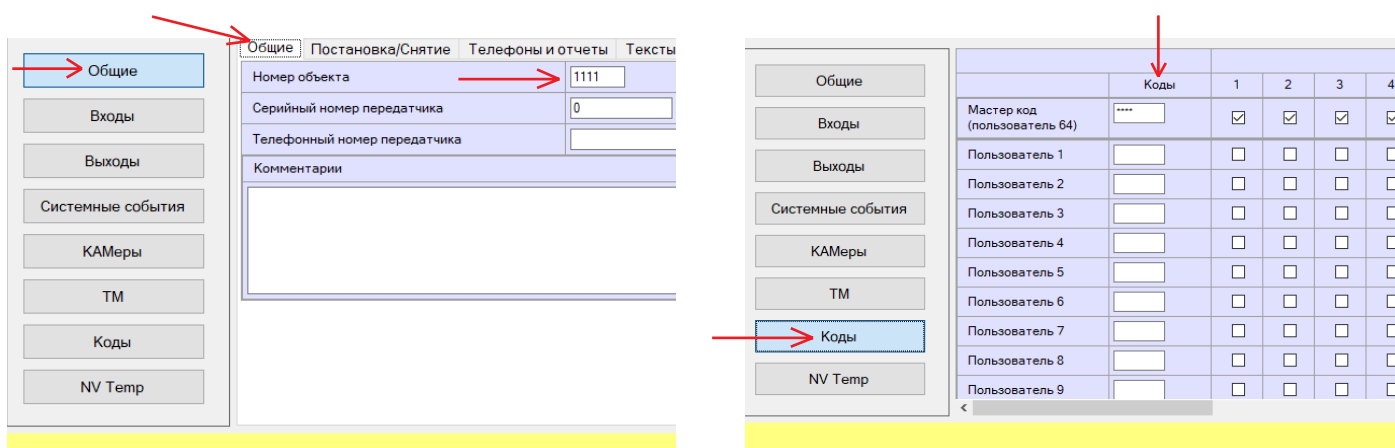 Общие
Входы
Выходы
Системные события
КАМеры
ТМ
Коды
NV Temp
Общие Постановка/Снятие Телефоны и отчеты Тексты
Номер объекта 1111
Серийный номер передатчика 0
Телефонный номер передатчика
Комментарии
Общие
Входы
Выходы
Системные события
КАМеры
ТМ
Коды
NV Temp
Коды 1 2 3 4
Мастер код ****
(пользователь 64)
Пользователь 1
Пользователь 2
Пользователь 3
Пользователь 4
Пользователь 5
Пользователь 6
Пользователь 7
Пользователь 8
Пользователь 9